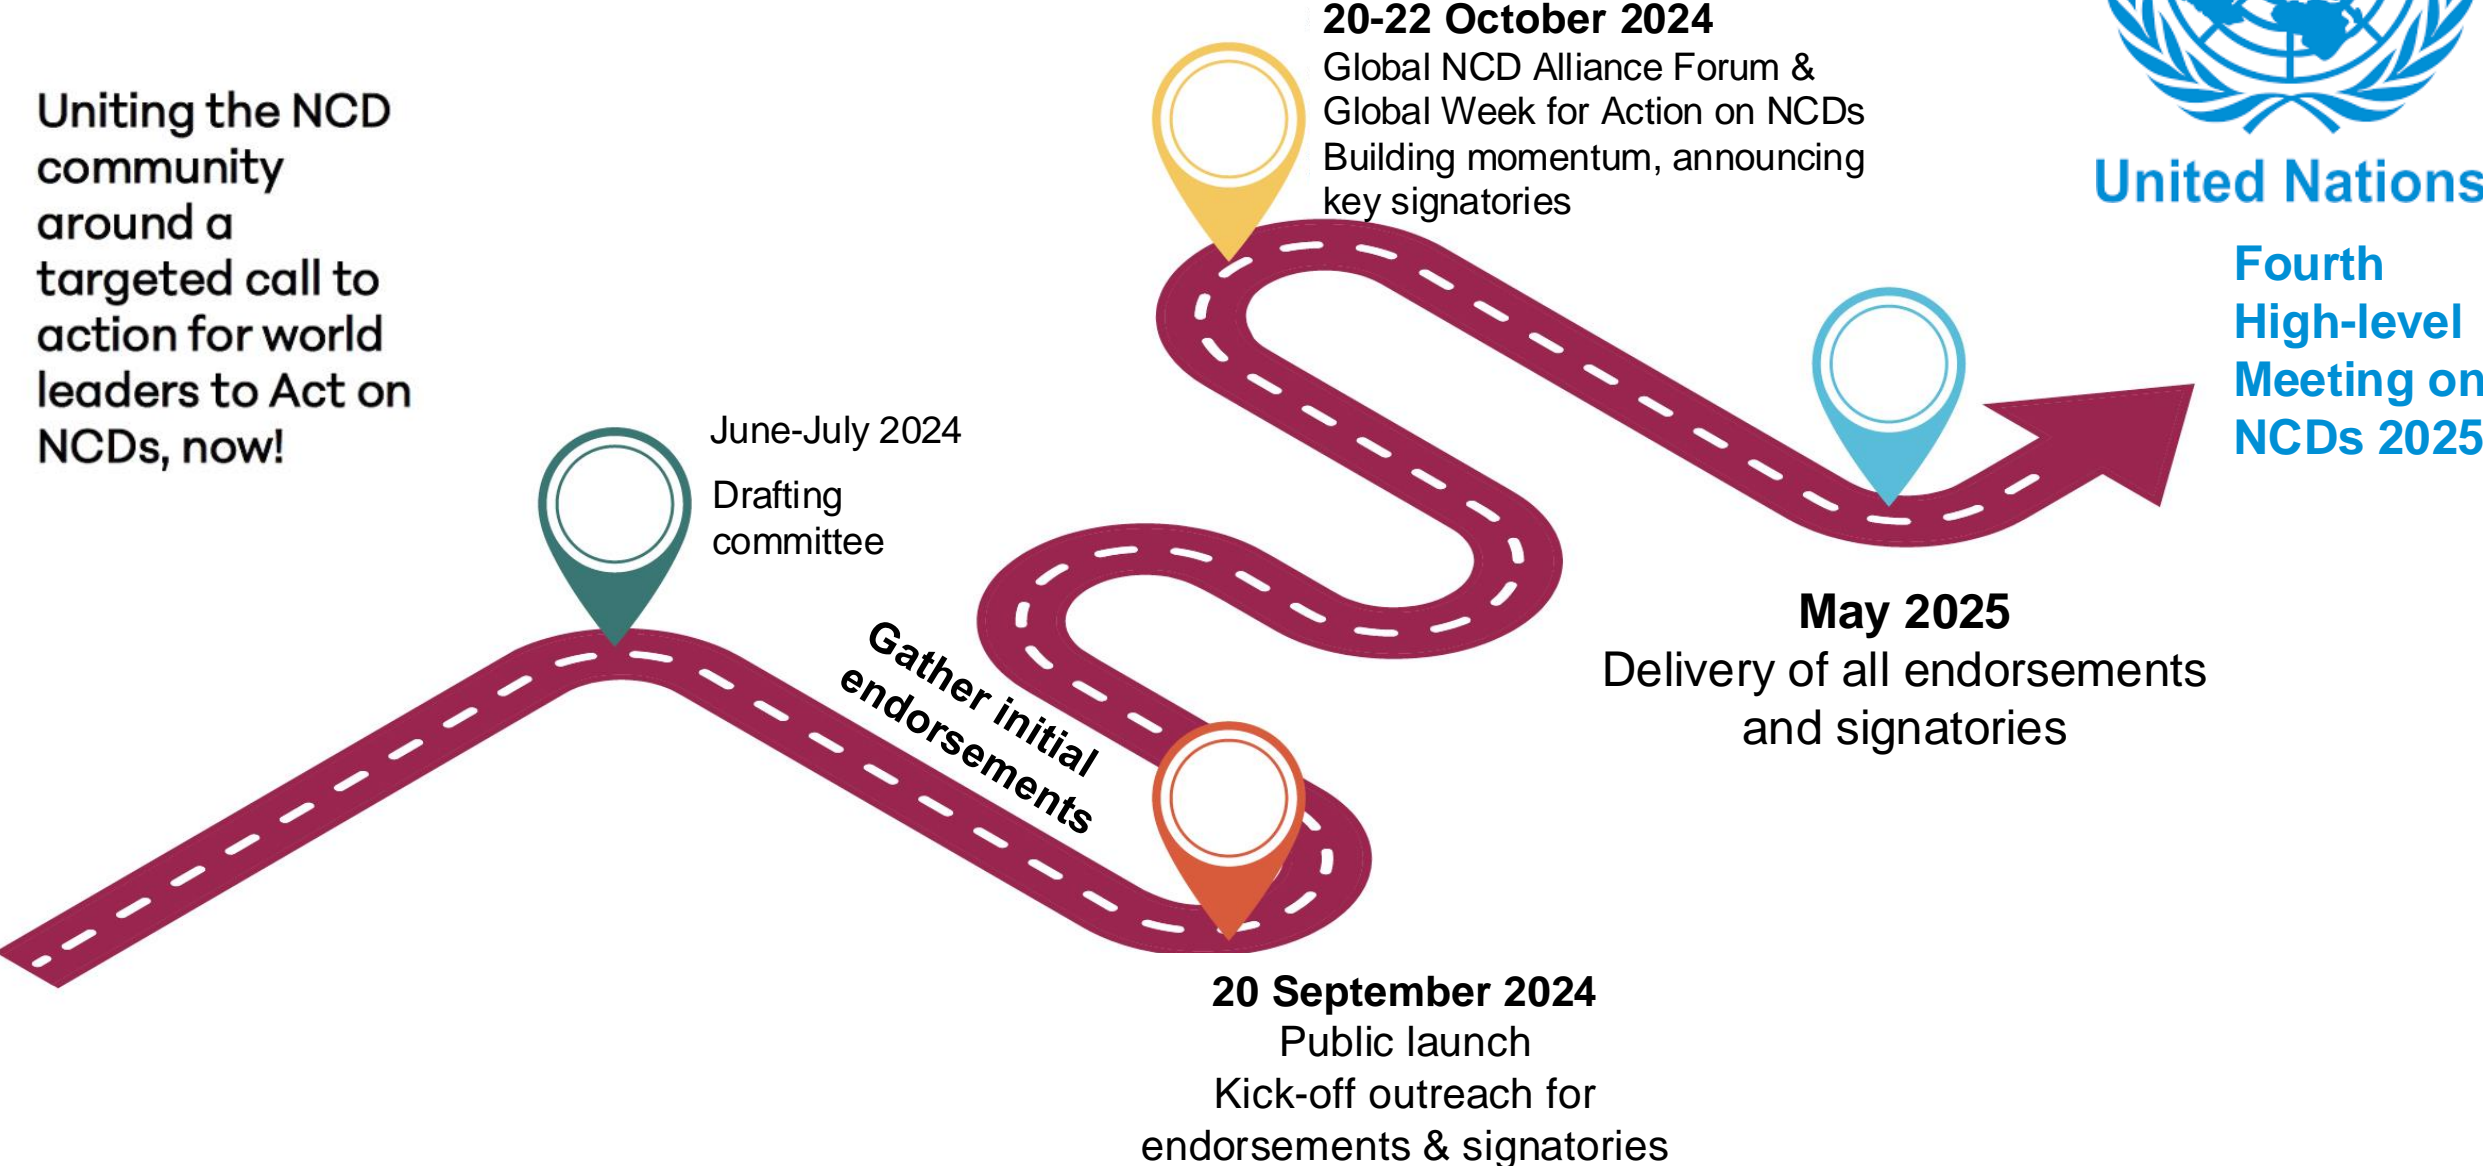 Uniting the NCD
community
around a
targeted call to
action for world
leaders to Act on
NCDs, now!
June-July 2024
Drafting
committee
Gather initial
endorsements
20 September 2024
Public launch
Kick-off outreach for
endorsements & signatories
20-22 October 2024
Global NCD Alliance Forum &
Global Week for Action on NCDs
Building momentum, announcing
key signatories
May 2025
Delivery of all endorsements
and signatories
United Nations
Fourth
High-level
Meeting on
NCDs 2025